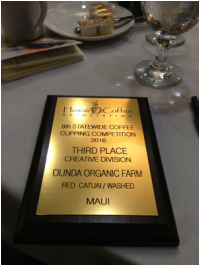 Hawaii Coffee
ASSOCIATION
8th STATEWIDE COFFEE
CUPPING COMPETITION
2016
THIRD PLACE
CREATIVE DIVISION
OLINDA ORGANIC FARM
RED CATUAI / WASHED
MAUI